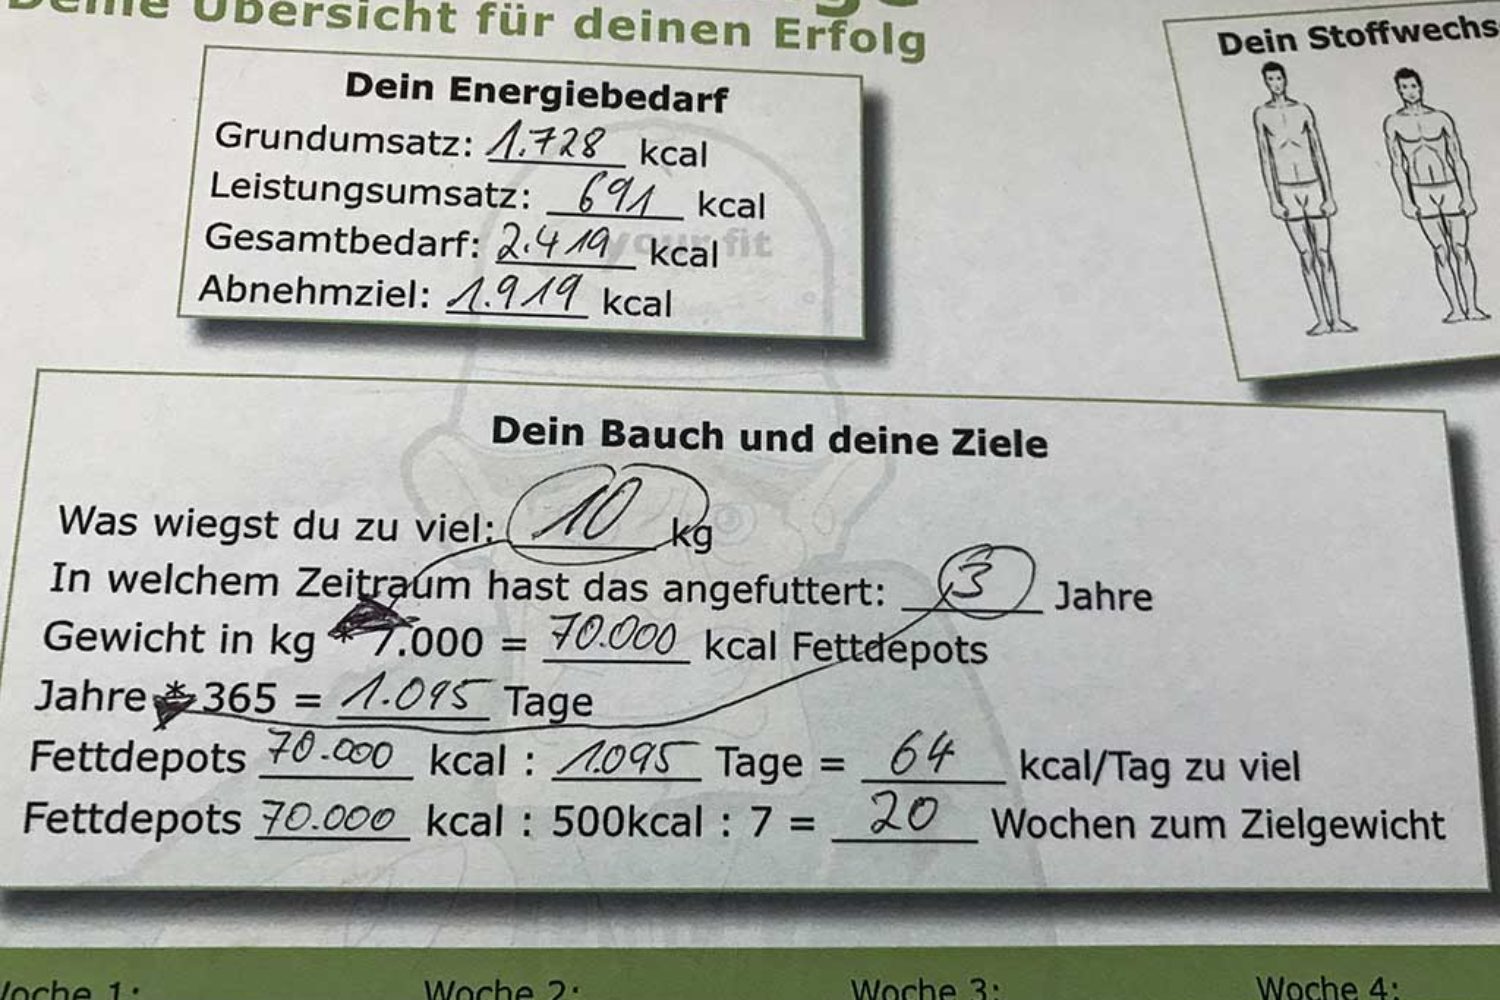 Deine Übersicht für deinen Erfolg
Dein Energiebedarf
Grundumsatz: 1.728 kcal
Leistungsumsatz: 691 kcal
Gesamtbedarf: 2.419 kcal
Abnehmziel: 1.919 kcal
your fit
Dein Stoffwechs
Dein Bauch und deine Ziele
Was wiegst du zu viel: 10 kg
In welchem Zeitraum hast das angefuttert: 3 Jahre
Gewicht in kg * 7.000 = 70.000 kcal Fettdepots
Jahre * 365 = 1.095 Tage
Fettdepots 70.000 kcal : 1.095 Tage = 64 kcal/Tag zu viel
Fettdepots 70.000 kcal : 500kcal : 7 = 20 Wochen zum Zielgewicht
Woche 1: Woche 2: Woche 3: Woche 4: